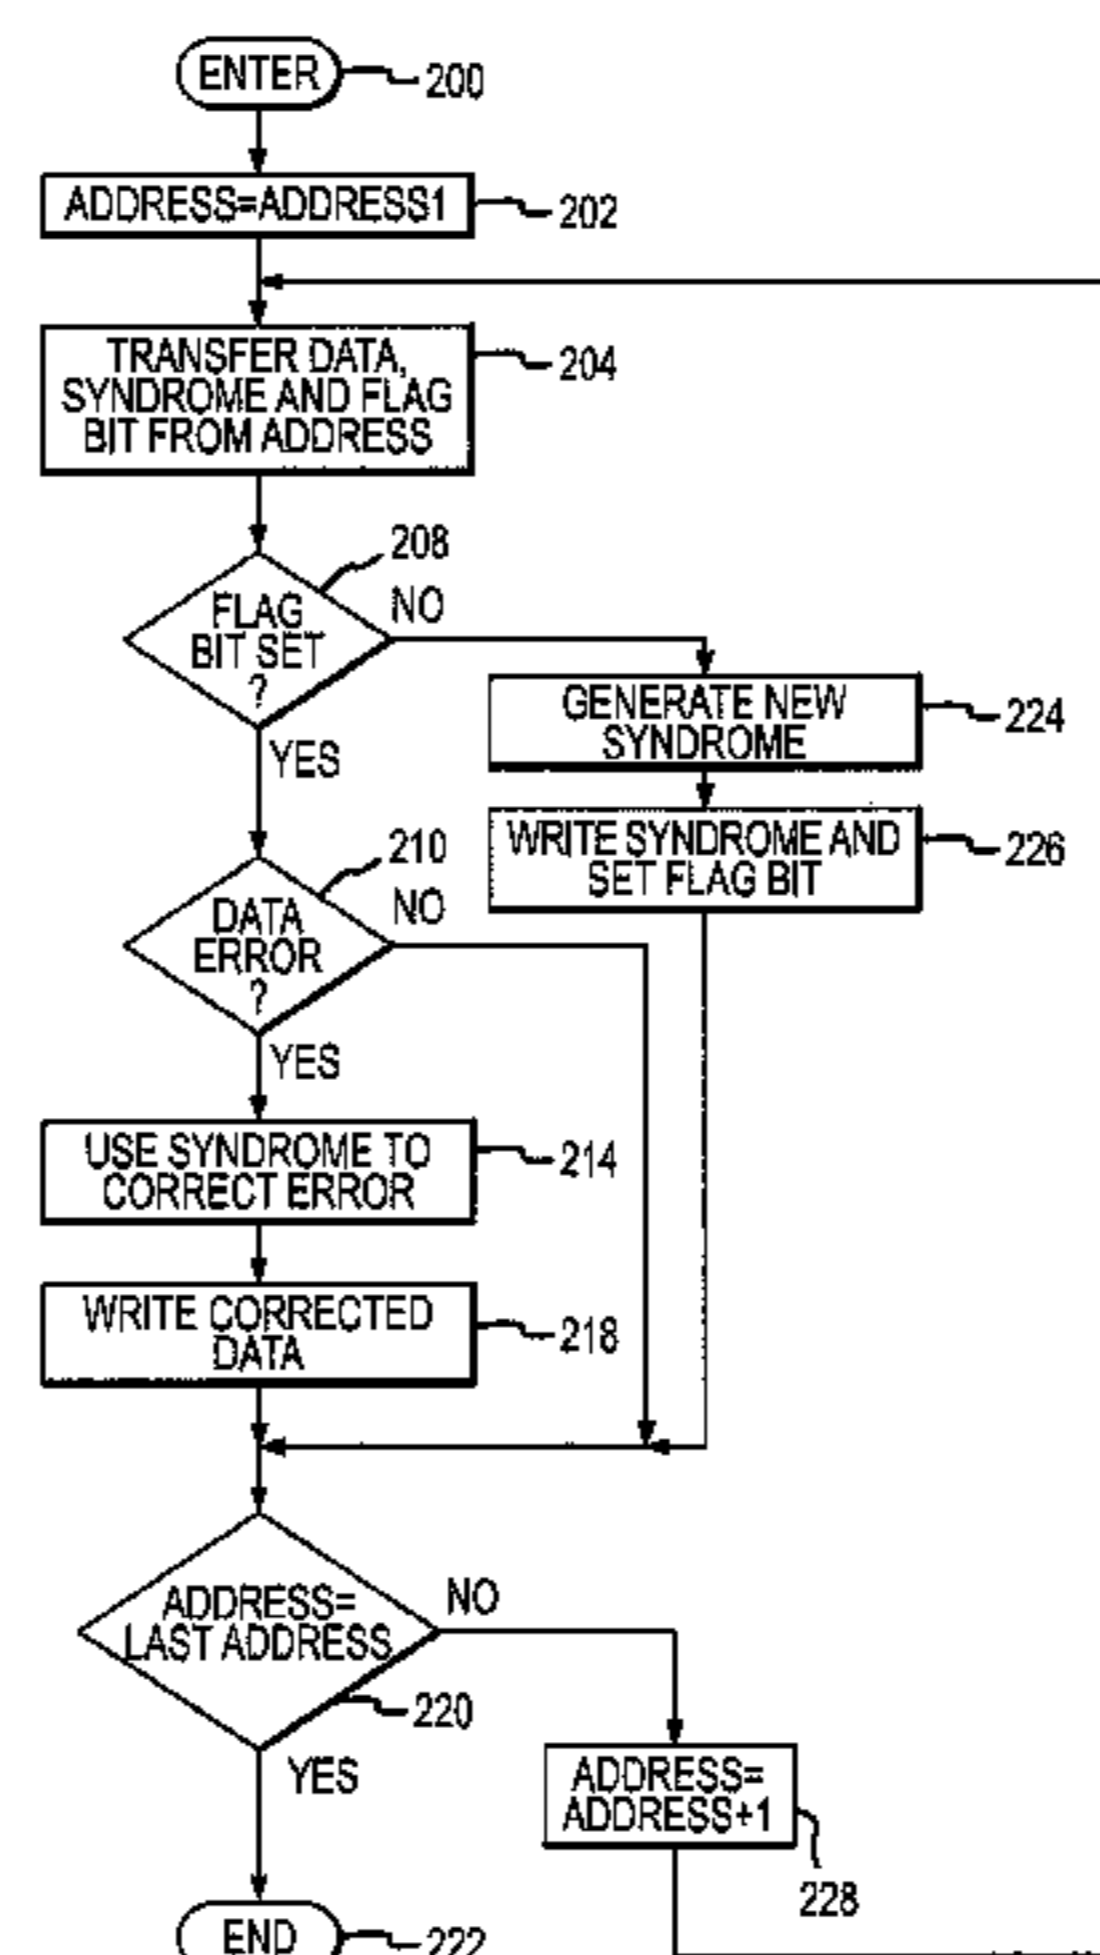 ENTER
200
ADDRESS=ADDRESS1
202
TRANSFER DATA,
SYNDROME AND FLAG
BIT FROM ADDRESS
204
208
FLAG
BIT SET
?
NO
YES
GENERATE NEW
SYNDROME
224
WRITE SYNDROME AND
SET FLAG BIT
226
210
DATA
ERROR
?
NO
YES
USE SYNDROME TO
CORRECT ERROR
214
WRITE CORRECTED
DATA
218
ADDRESS=
LAST ADDRESS
NO
220
YES
ADDRESS=
ADDRESS+1
228
END
222